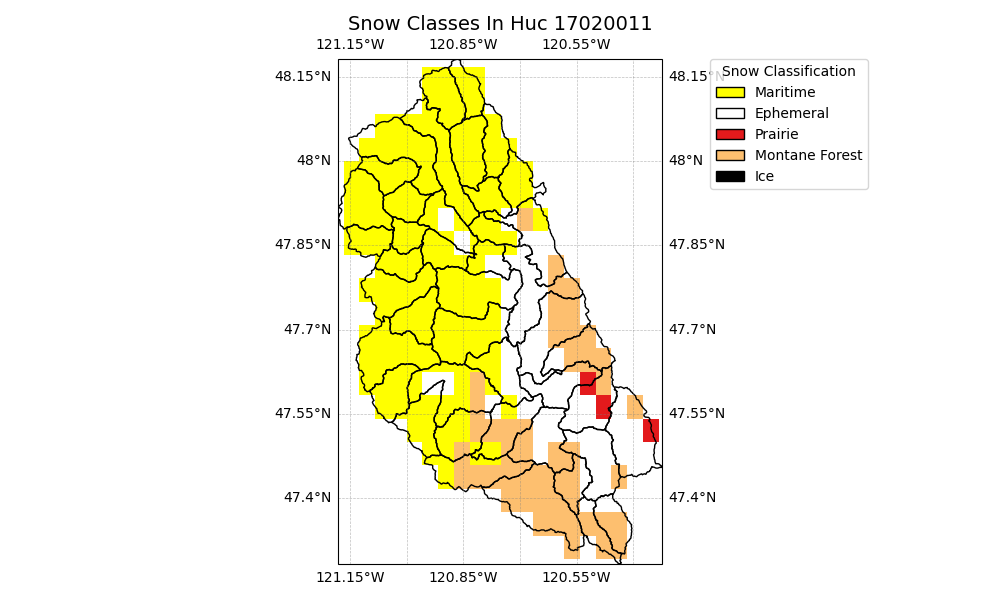 Snow Classes In Huc 17020011
121.15°W 120.85°W 120.55°W
48.15°N 48.15°N
48°N 48°N
47.85°N 47.85°N
47.7°N 47.7°N
47.55°N 47.55°N
47.4°N 47.4°N
121.15°W 120.85°W 120.55°W
Snow Classification
Maritime
Ephemeral
Prairie
Montane Forest
Ice